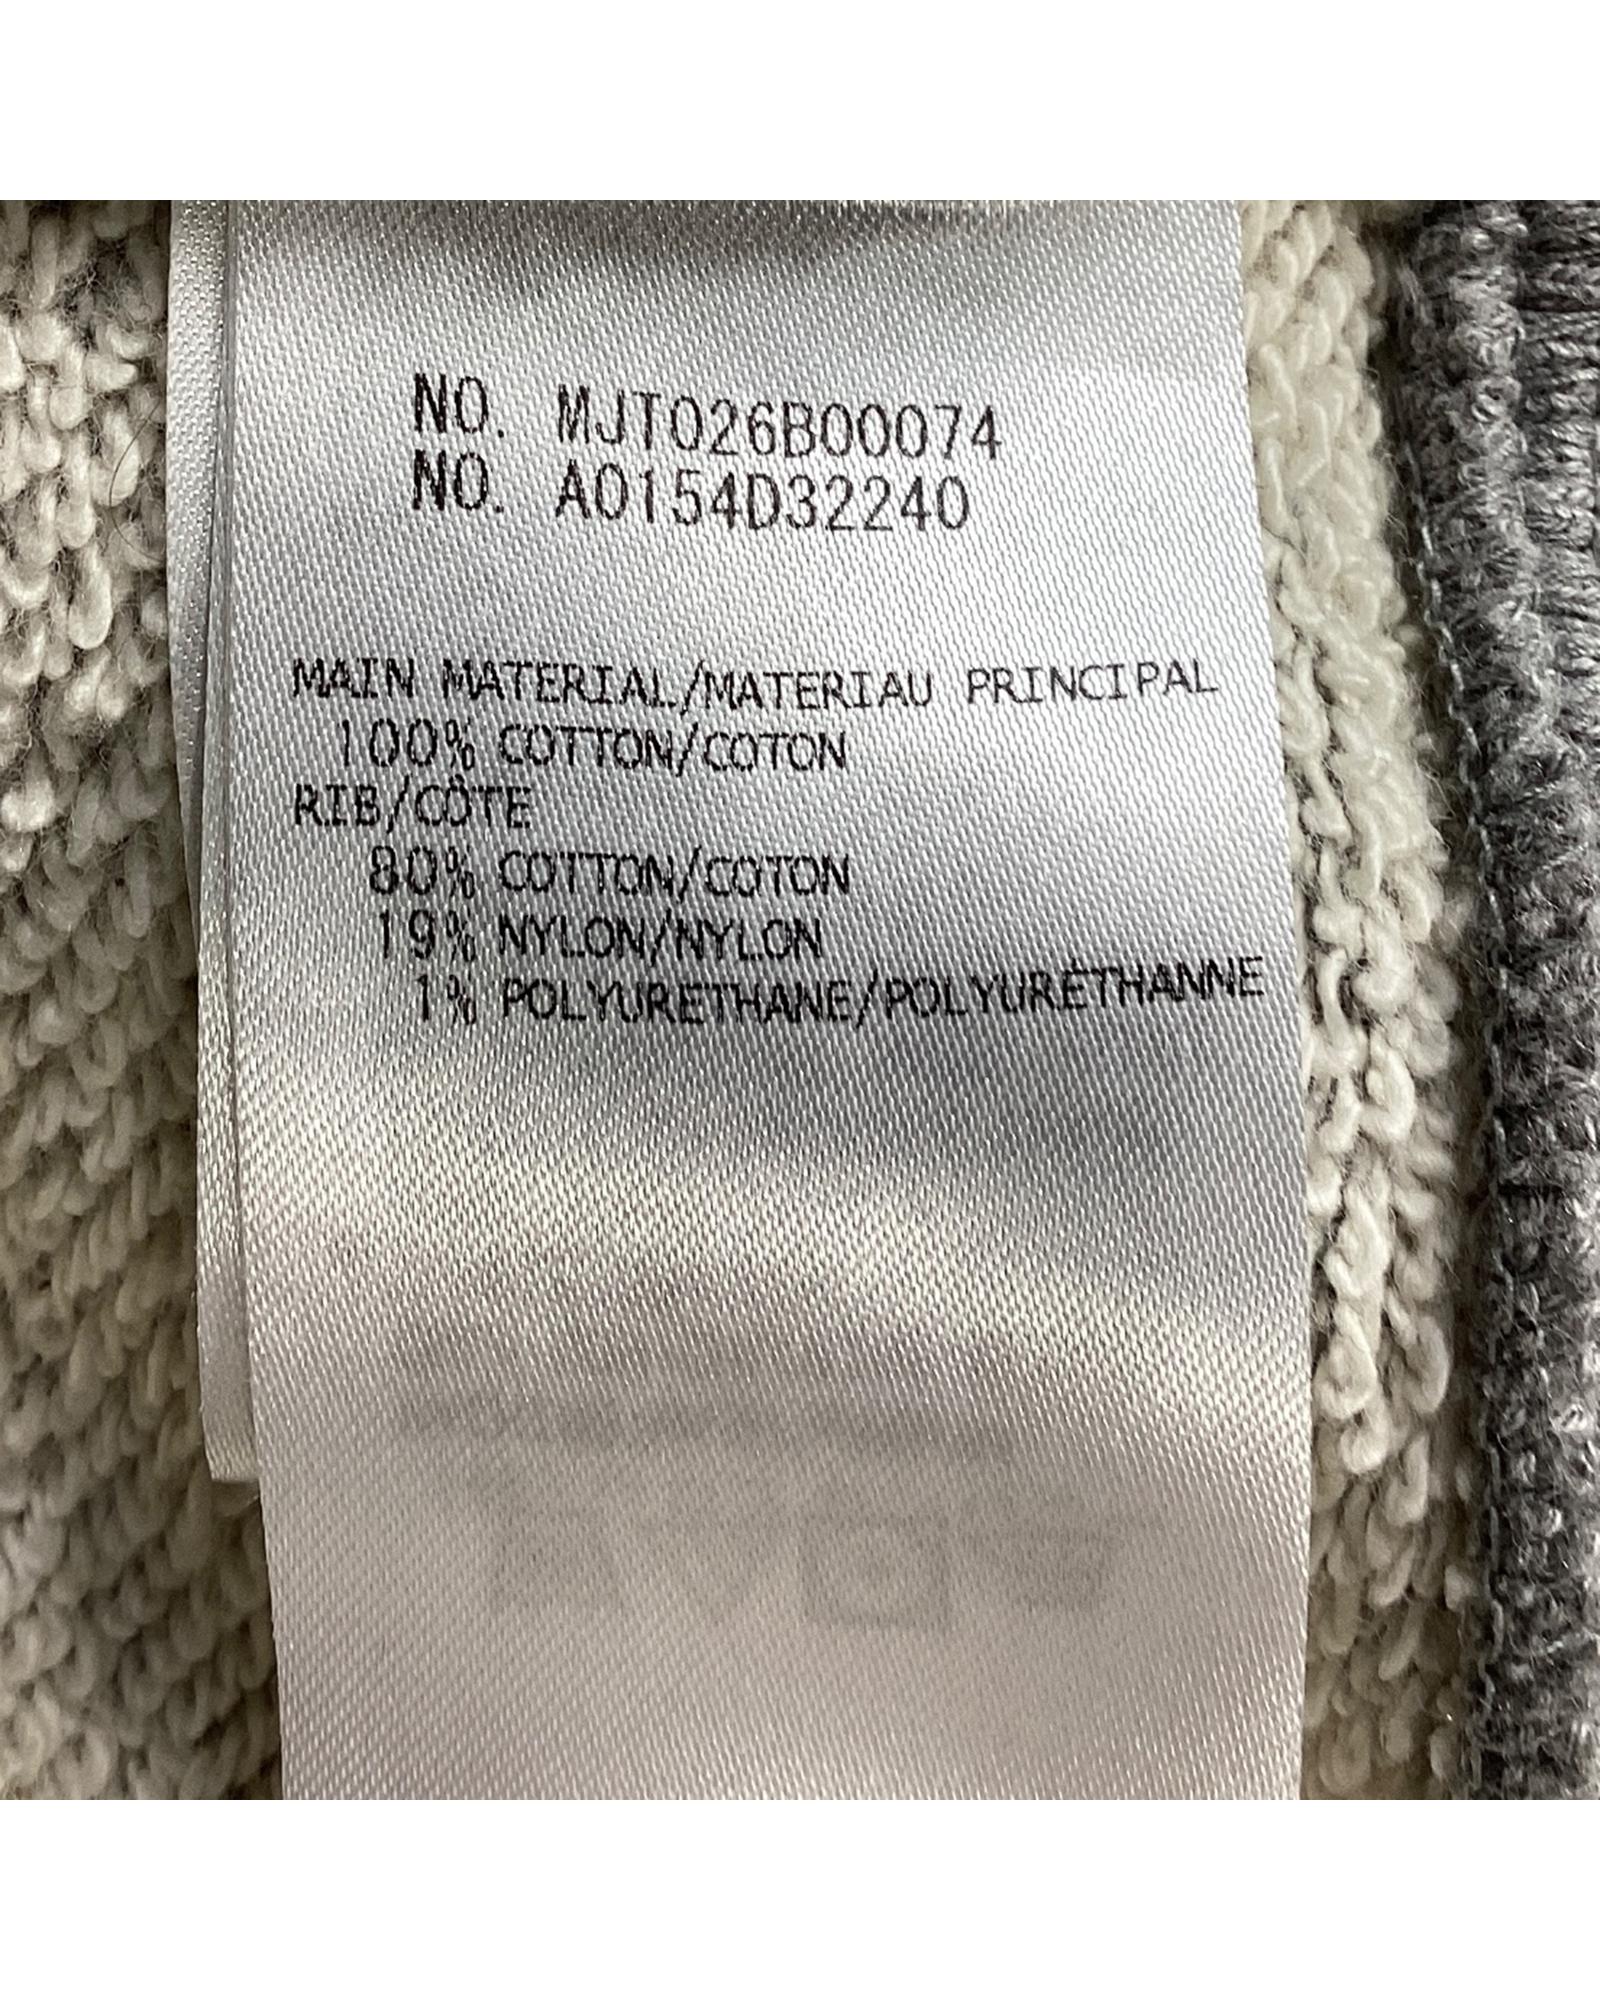 NO. MJT026B00074
NO. A0154D32240
MAIN MATERIAL/MATERIAU PRINCIPAL
100% COTTON/COTON
RIB/CÔTE
80% COTTON/COTON
19% NYLON/NYLON
1% POLYURETHANE/POLYURÉTHANNE